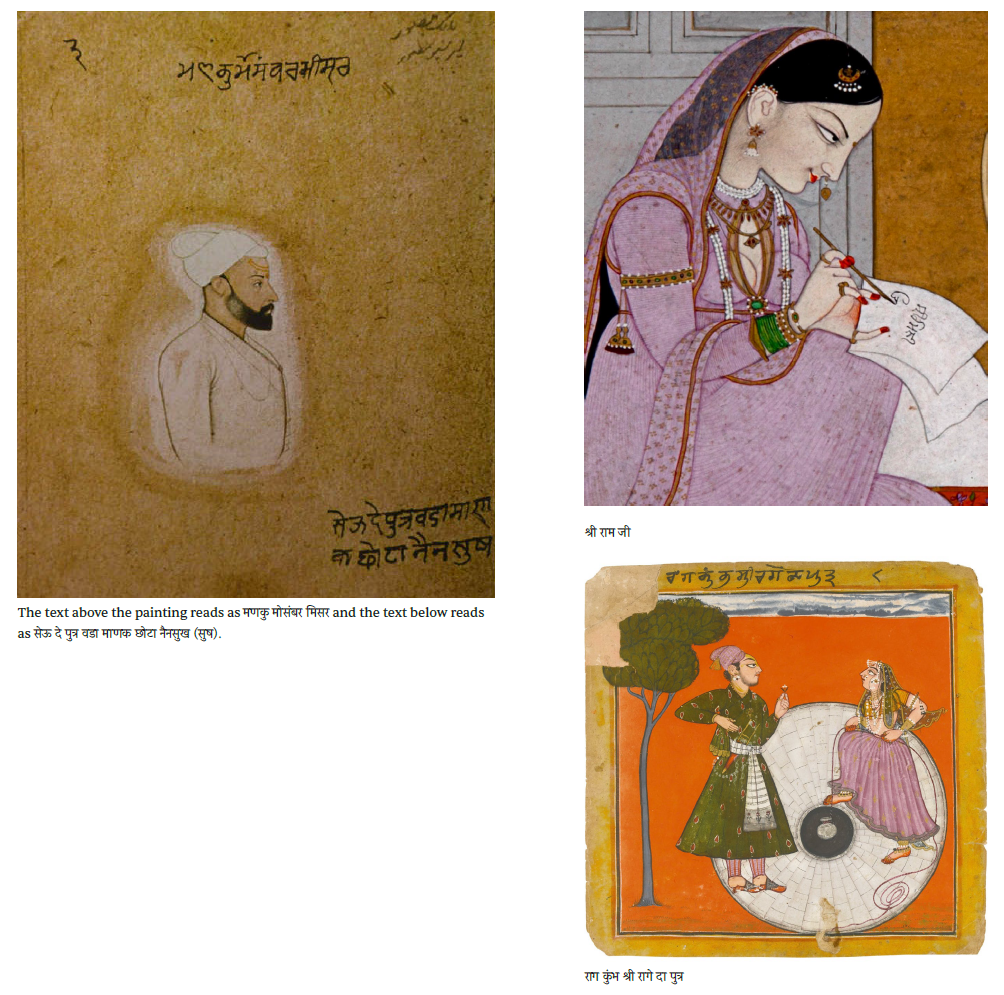 ३
मणकु मोसंबर मिसर
सेऊ दे पुत्र वडा माण
क छोटा नैनसुष
The text above the painting reads as मणकु मोसंबर मिसर and the text below reads
as सेऊ दे पुत्र वडा माणक छोटा नैनसुख (सुष).
श्री राम जी
राग कुंभ श्री रागे दा पुत्र